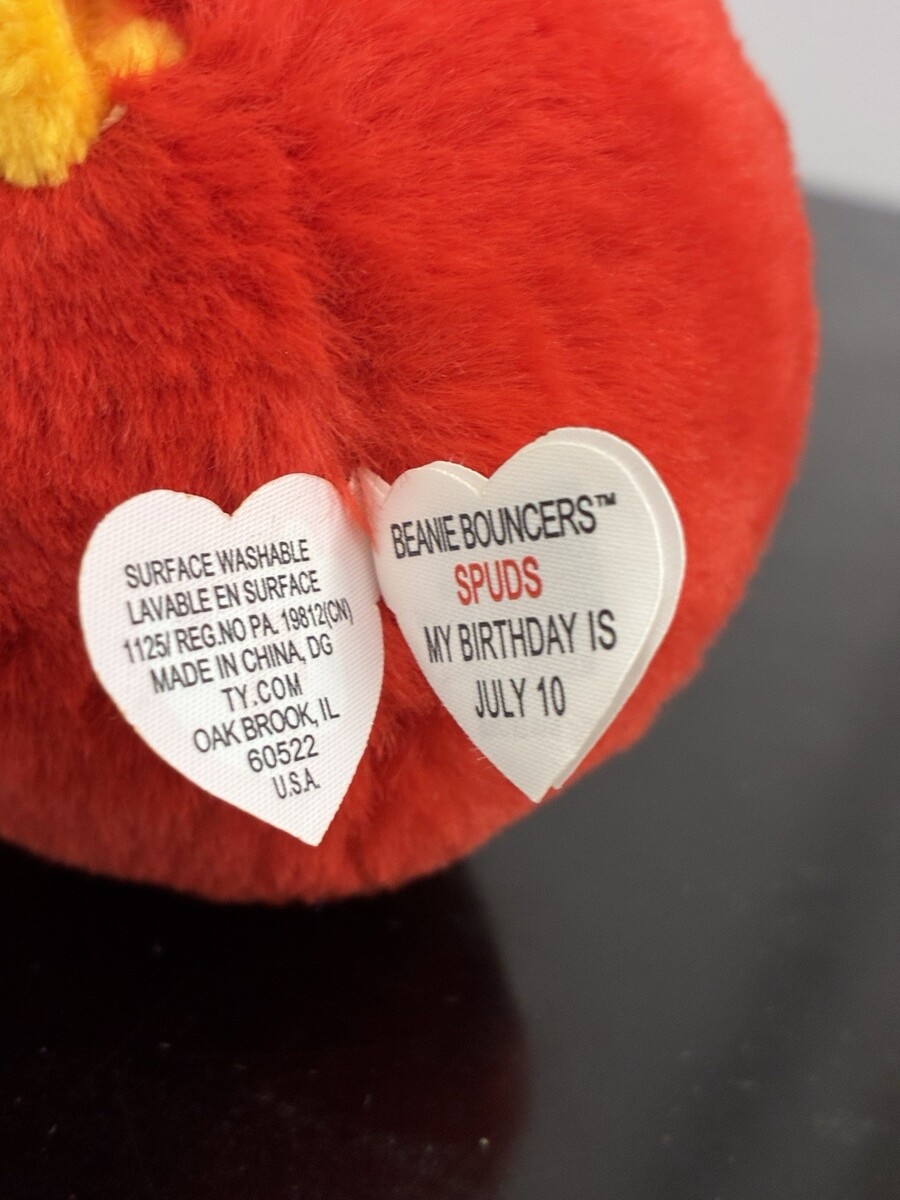 SURFACE WASHABLE
LAVABLE EN SURFACE
1125/ REG.NO PA. 19812(CN)
MADE IN CHINA, DG
TY.COM
OAK BROOK, IL
60522
U.S.A.
BEANIE BOUNCERS™
SPUDS
MY BIRTHDAY IS
JULY 10